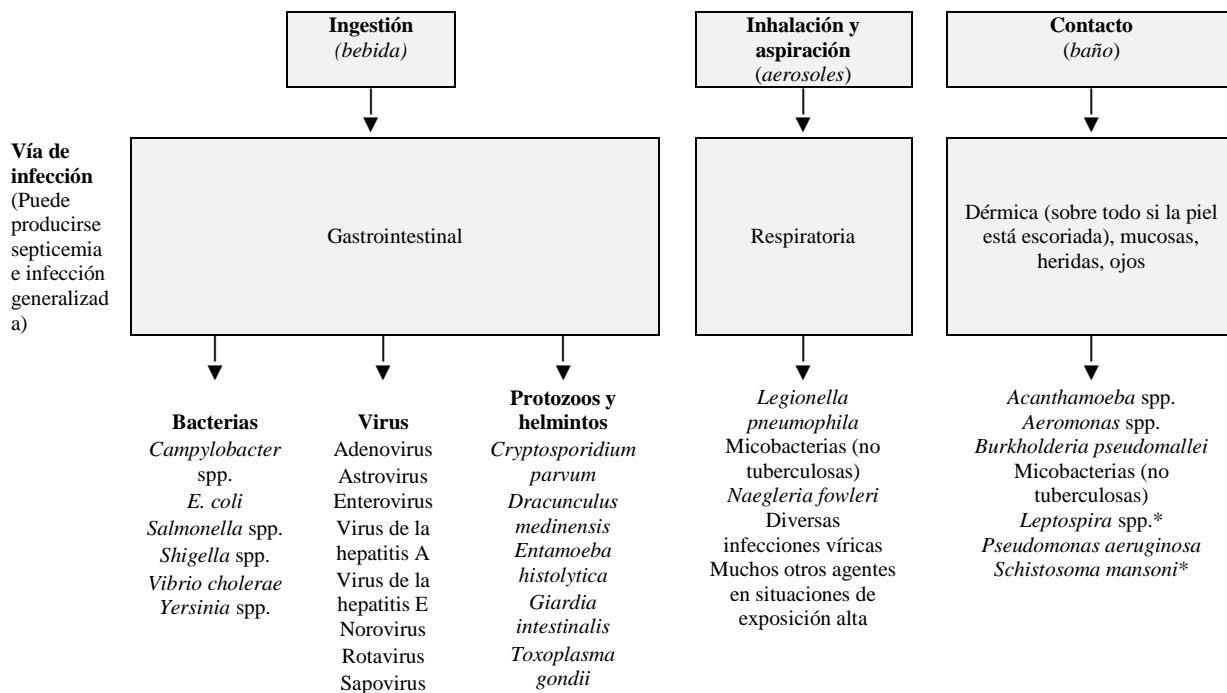 Ingestión
(bebida)
Inhalación y
aspiración
(aerosoles)
Contacto
(baño)
Vía de
infección
(Puede
producirse
septicemia
e infección
generalizad
a)
Gastrointestinal
Respiratoria
Dérmica (sobre todo si la piel
está escoriada), mucosas,
heridas, ojos
Bacterias
Campylobacter
spp.
E. coli
Salmonella spp.
Shigella spp.
Vibrio cholerae
Yersinia spp.
Virus
Adenovirus
Astrovirus
Enterovirus
Virus de la
hepatitis A
Virus de la
hepatitis E
Norovirus
Rotavirus
Sapovirus
Protozoos y
helmintos
Cryptosporidium
parvum
Dracunculus
medinensis
Entamoeba
histolytica
Giardia
intestinalis
Toxoplasma
gondii
Legionella
pneumophila
Micobacterias (no
tuberculosas)
Naegleria fowleri
Diversas
infecciones víricas
Muchos otros agentes
en situaciones de
exposición alta
Acanthamoeba spp.
Aeromonas spp.
Burkholderia pseudomallei
Micobacterias (no
tuberculosas)
Leptospira spp.*
Pseudomonas aeruginosa
Schistosoma mansoni*